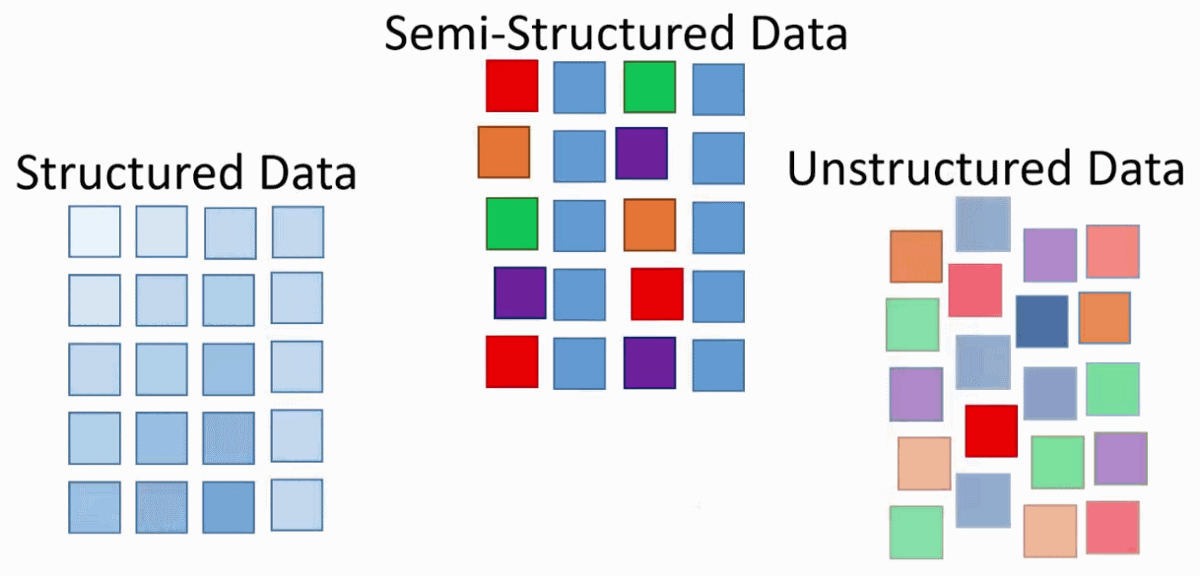 Semi-Structured Data
Structured Data
Unstructured Data